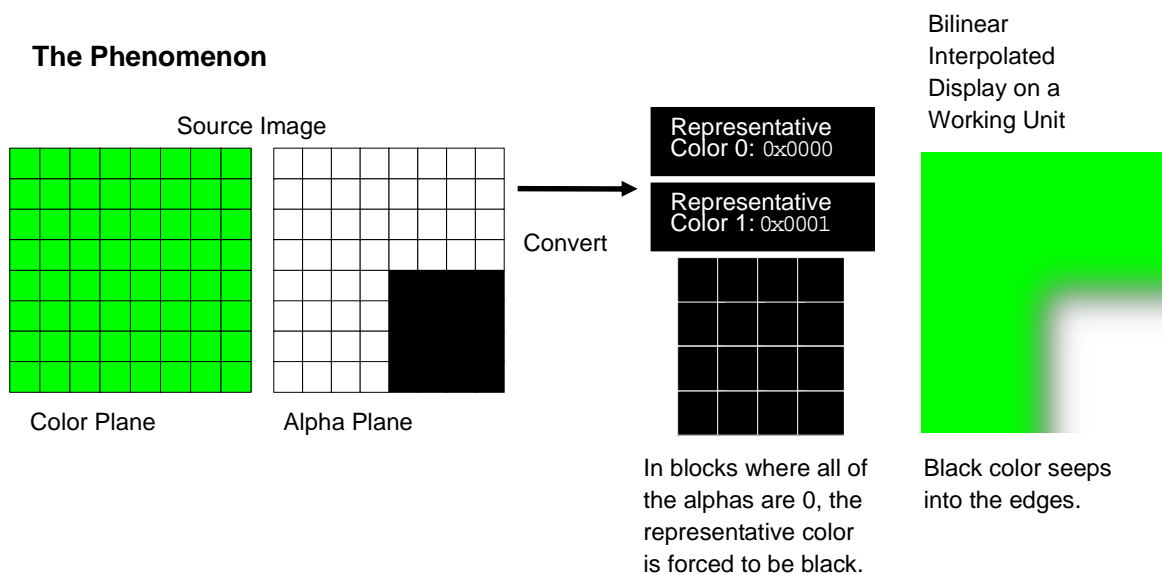 The Phenomenon
Source Image
Color Plane
Alpha Plane
Convert
Representative
Color 0: 0x0000
Representative
Color 1: 0x0001
In blocks where all of
the alphas are 0, the
representative color
is forced to be black.
Bilinear
Interpolated
Display on a
Working Unit
Black color seeps
into the edges.